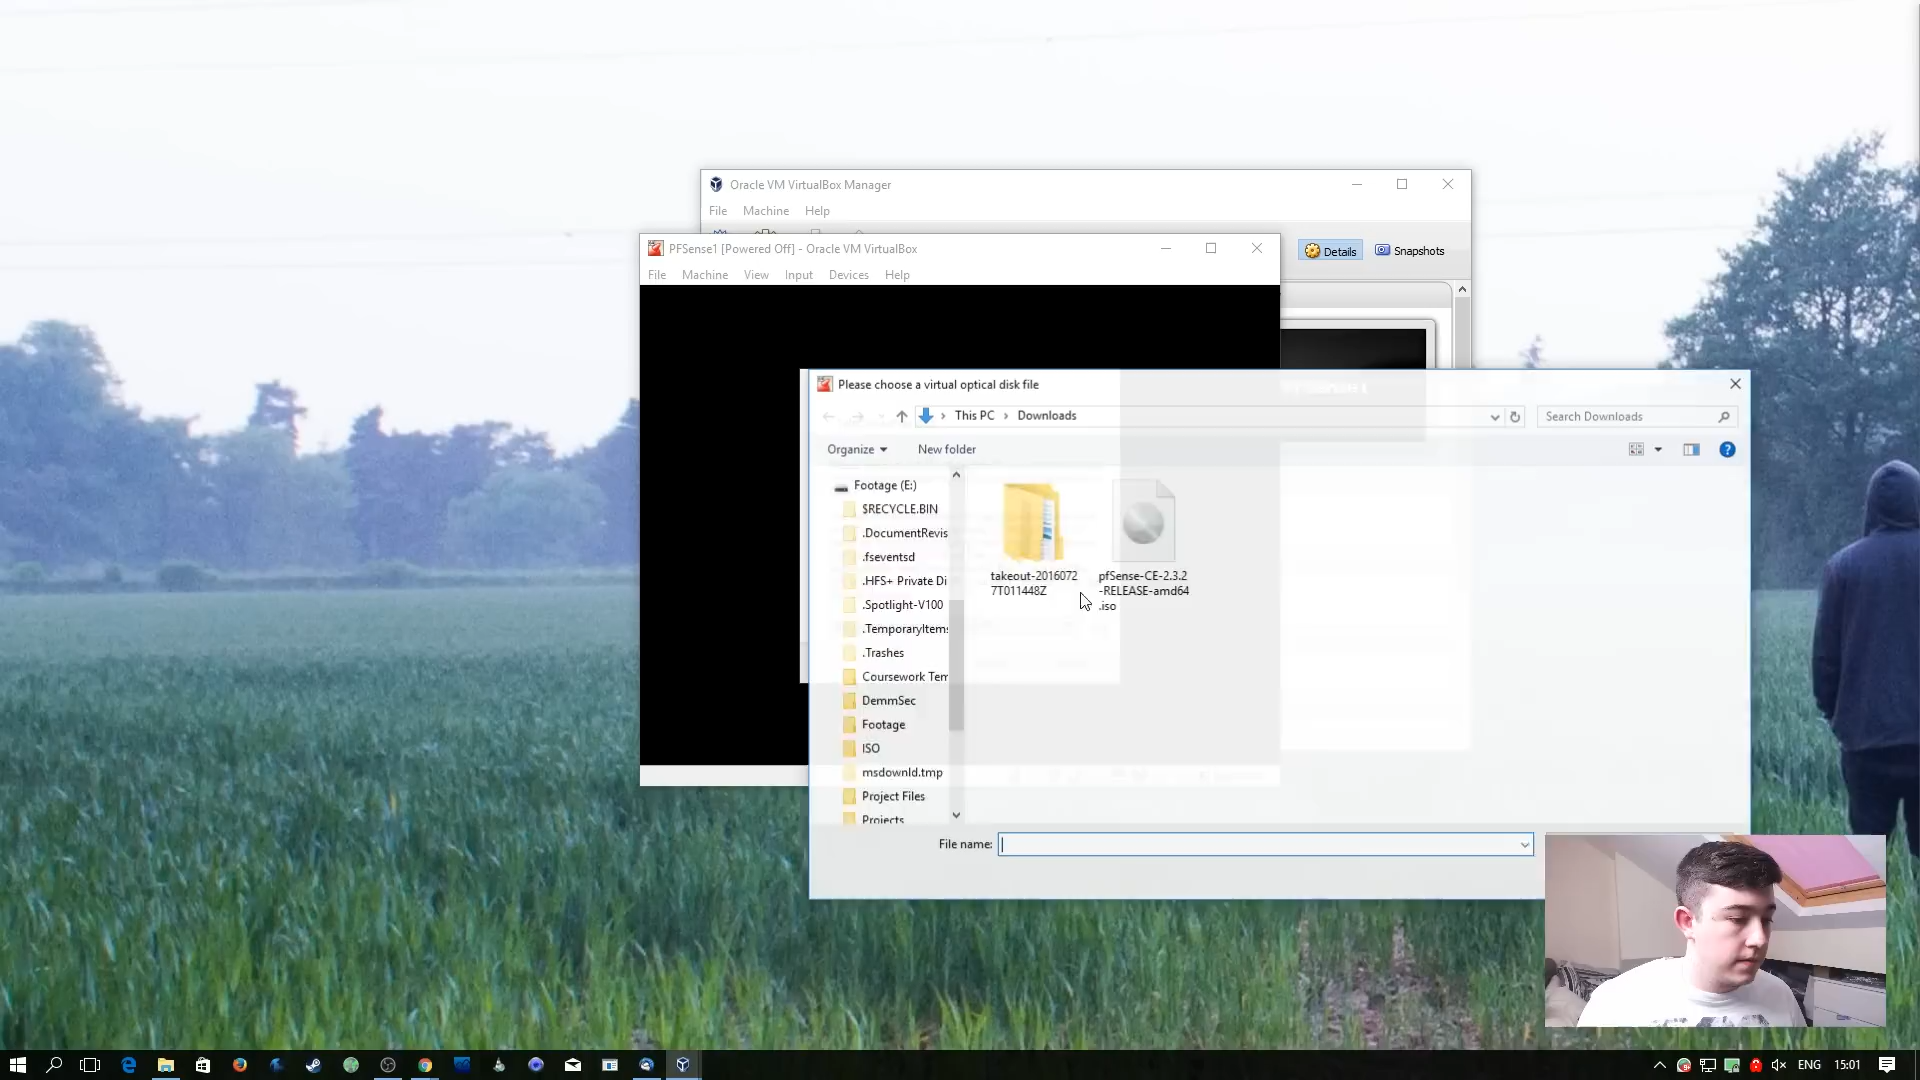 Oracle VM VirtualBox Manager
File Machine Help
Details Snapshots
PFSense1 [Powered Off] - Oracle VM VirtualBox
File Machine View Input Devices Help
Please choose a virtual optical disk file
This PC > Downloads
Search Downloads
Organize New folder
Footage (E:)
$RECYCLE.BIN
.DocumentRevis
.fseventsd
.HFS+ Private Di
.Spotlight-V100
.TemporaryItems
.Trashes
Coursework Tem
DemmSec
Footage
ISO
msdownld.tmp
Project Files
Projects
takeout-2016072
7T011448Z
pfSense-CE-2.3.2
-RELEASE-amd64
.iso
File name:
ENG 15:01